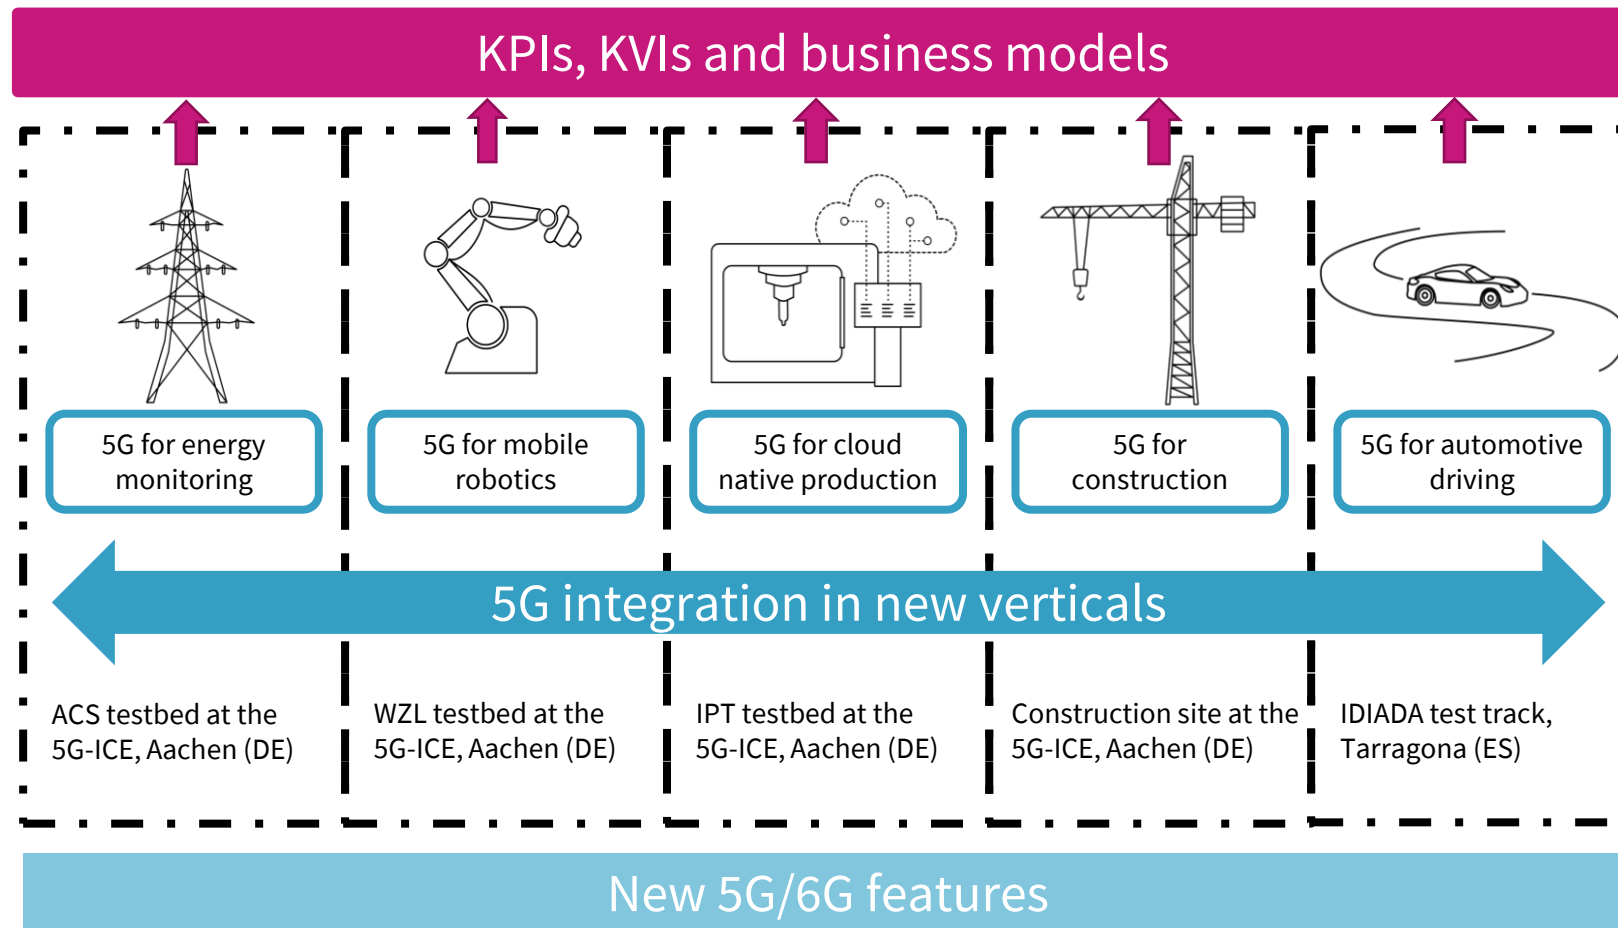 KPIs, KVIs and business models
5G for energy
monitoring
5G for mobile
robotics
5G for cloud
native production
5G for
construction
5G for automotive
driving
5G integration in new verticals
ACS testbed at the
5G-ICE, Aachen (DE)
WZL testbed at the
5G-ICE, Aachen (DE)
IPT testbed at the
5G-ICE, Aachen (DE)
Construction site at the
5G-ICE, Aachen (DE)
IDIADA test track,
Tarragona (ES)
New 5G/6G features